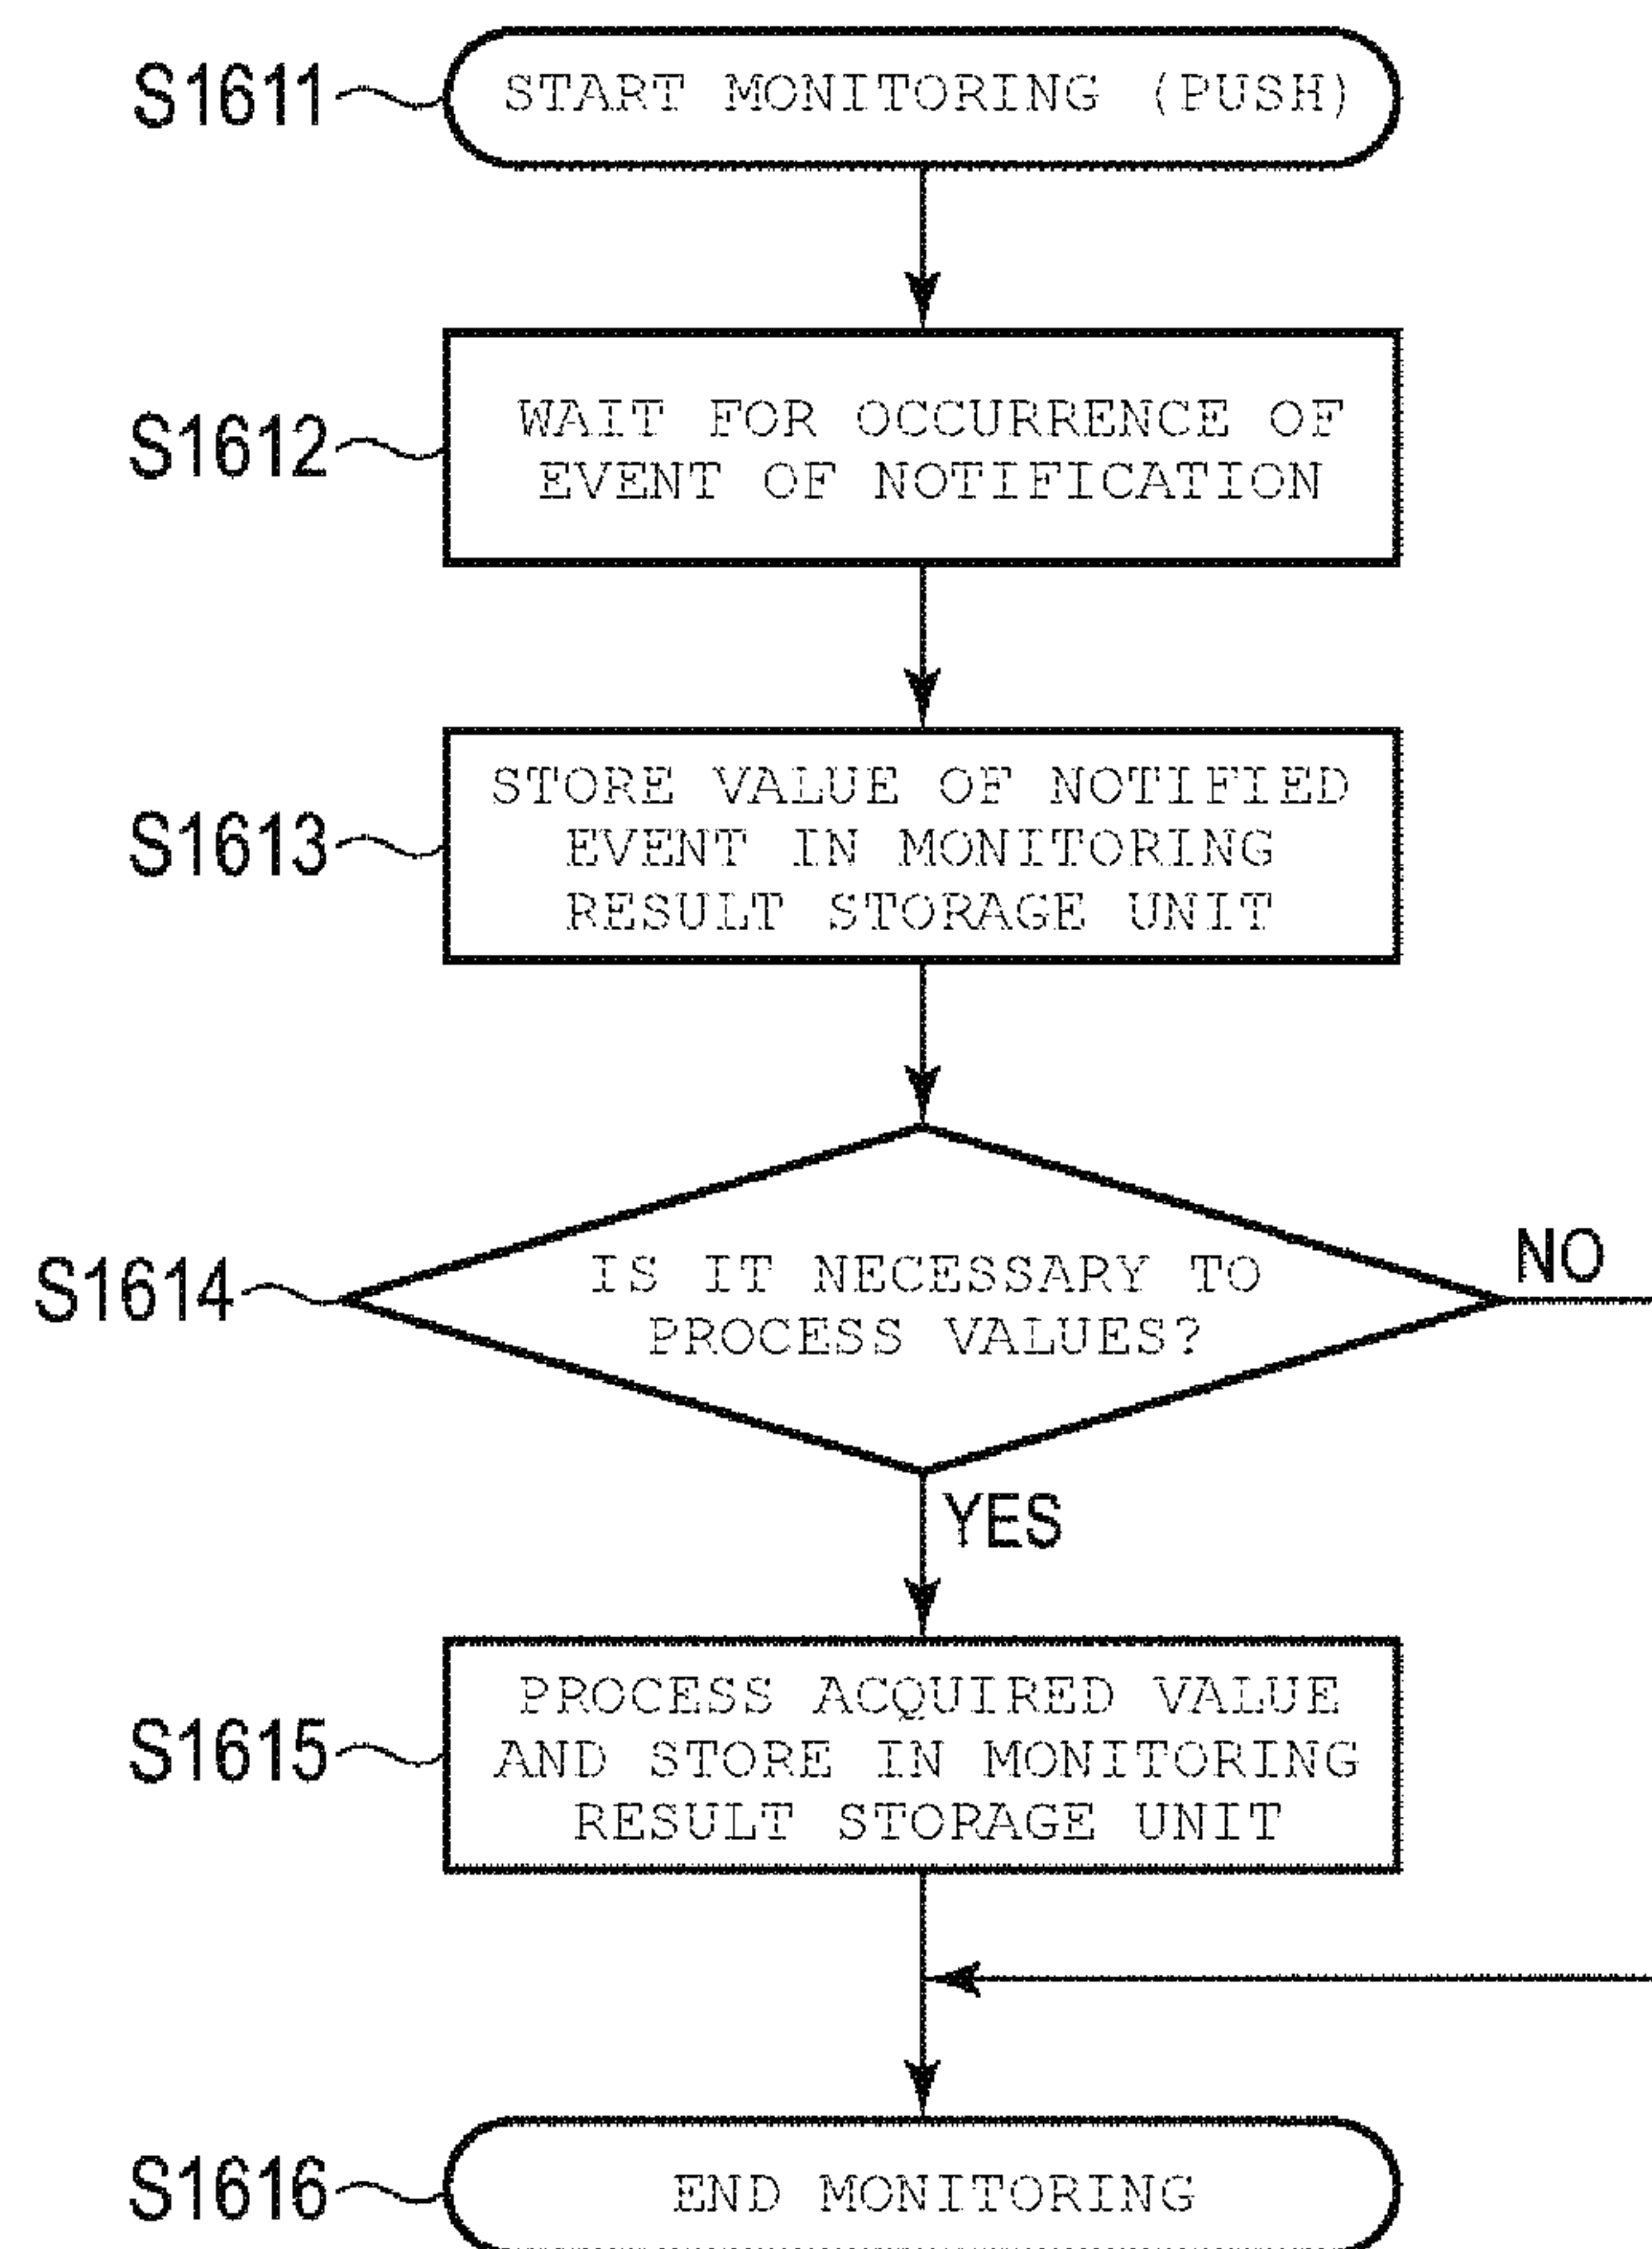 S1611
START MONITORING (PUSH)
S1612
WAIT FOR OCCURRENCE OF
EVENT OF NOTIFICATION
S1613
STORE VALUE OF NOTIFIED
EVENT IN MONITORING
RESULT STORAGE UNIT
S1614
IS IT NECESSARY TO
PROCESS VALUES?
NO
YES
S1615
PROCESS ACQUIRED VALUE
AND STORE IN MONITORING
RESULT STORAGE UNIT
S1616
END MONITORING